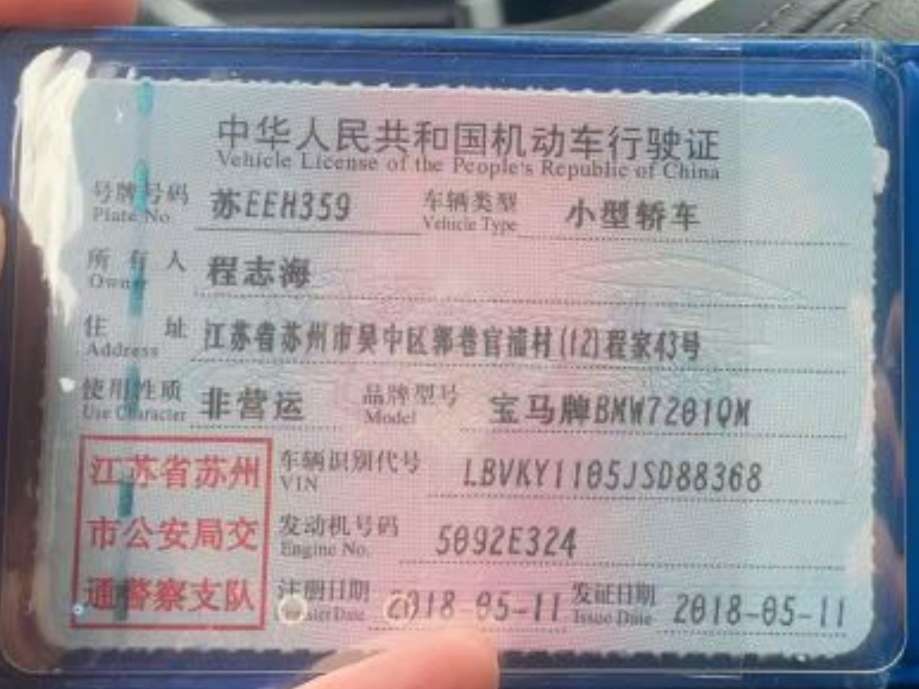 中华人民共和国机动车行驶证
Vehicle License of the People's Republic of China
号牌号码 苏EEH359 车辆类型 小型轿车
Plate No. Vehicle Type
所有人 程志海
Owner
住址 江苏省苏州市吴中区郭巷官浦村(12)程家43号
Address
使用性质 非营运 品牌型号 宝马牌BMW7201QM
Use Character Model
江苏省苏州 车辆识别代号 LBVKY1105JSD88368
VIN
市公安局交 发动机号码 5092E324
Engine No.
通警察支队 注册日期 2018-05-11 发证日期 2018-05-11
Date Issue Date